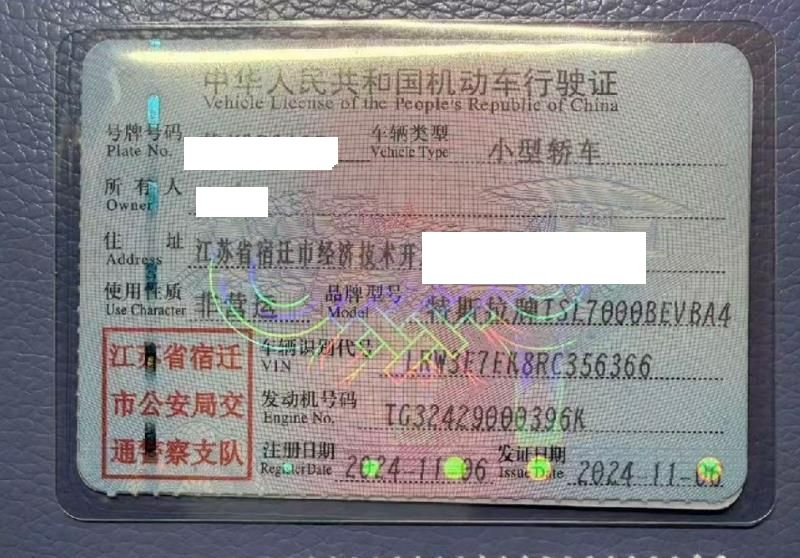 中华人民共和国机动车行驶证
Vehicle License of the People's Republic of China
号牌号码 车辆类型 小型轿车
Plate No. Vehicle Type
所有人
Owner
住址 江苏省宿迁市经济技术开
Address
使用性质 非营运 品牌型号 特斯拉牌TSL7000BEVBA4
Use Character Model
江苏省宿迁
市公安局交
通警察支队
车辆识别代号 LRW3E7EK8RC356366
VIN
发动机号码 TG32429000396K
Engine No.
注册日期 2024-11-06 发证日期 2024-11-06
Register Date Issue Date